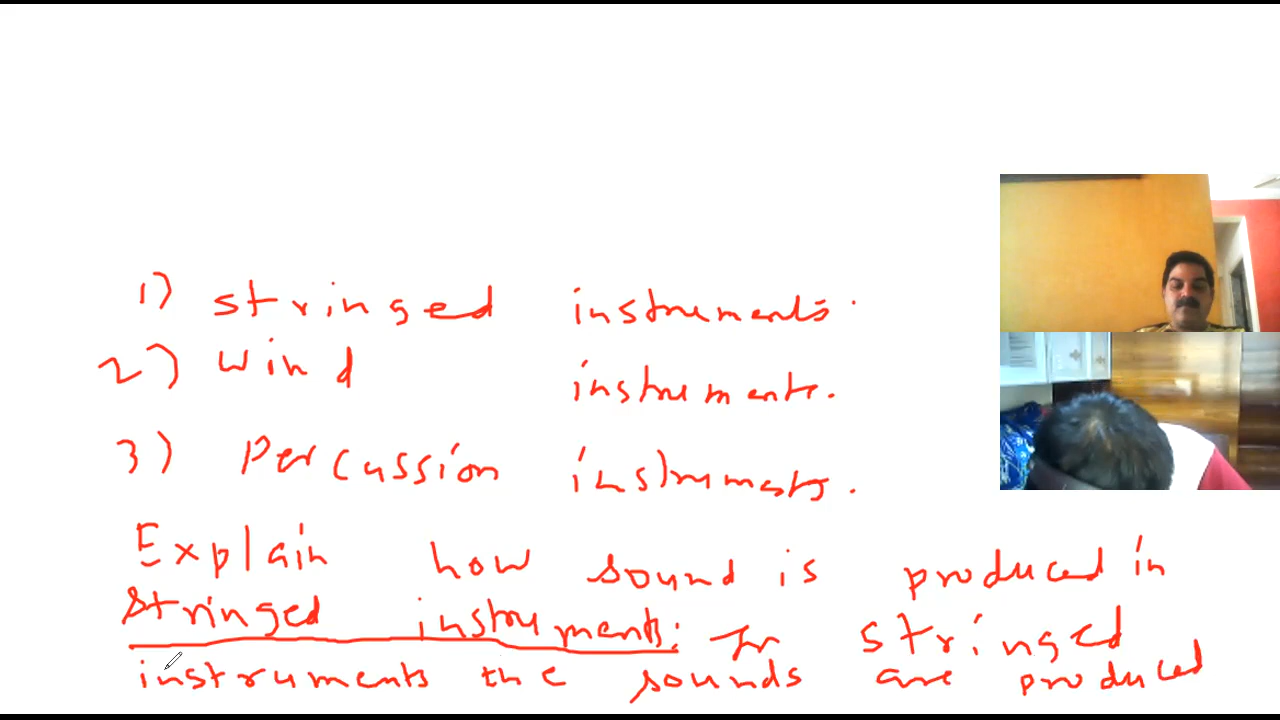 1) stringed instruments.
2) wind instruments.
3) Percussion instruments.
Explain how sound is produced in
stringed instruments: In stringed
instruments the sounds are produced